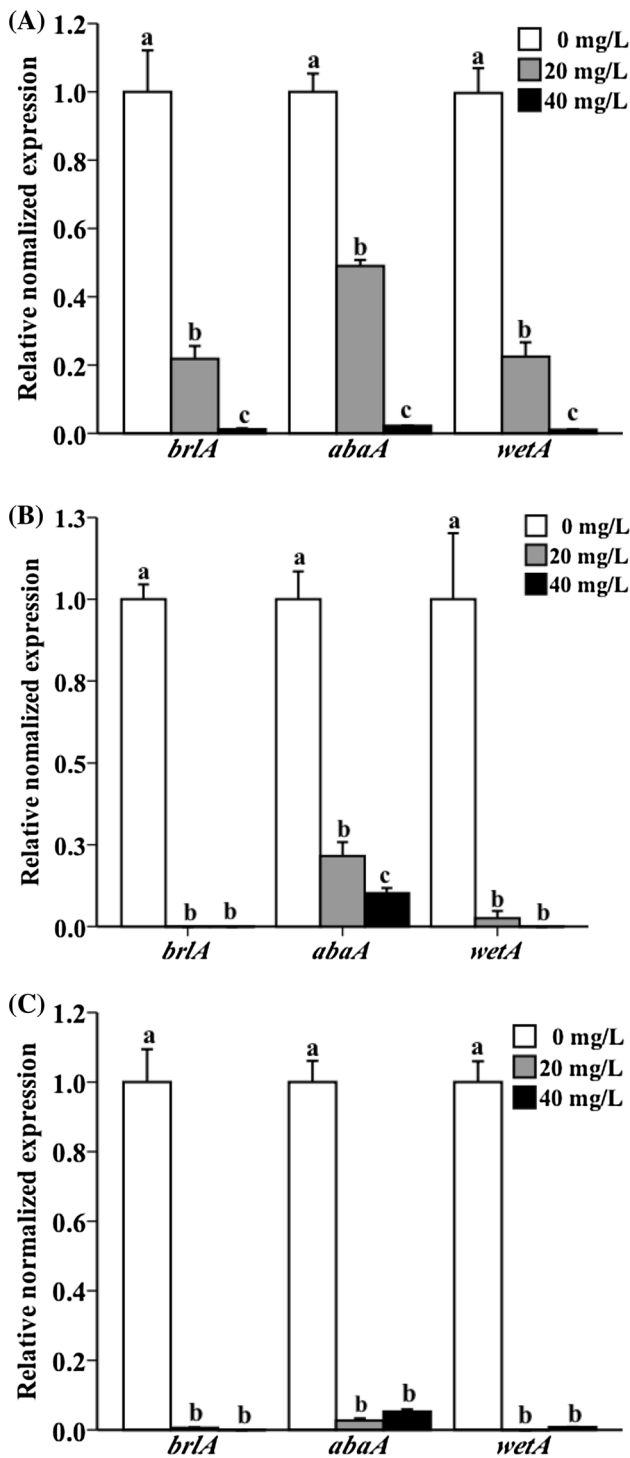 (A)
Relative nomalized expression
1.2
1.0
0.8
0.6
0.4
0.2
0.0
a
b
c
a
b
c
a
b
c
0 mg/L
20 mg/L
40 mg/L
brlA
abaA
wetA
(B)
Relative nomalized expression
1.3
1.0
0.8
0.5
0.3
0.0
a
b
b
a
b
c
a
b
b
0 mg/L
20 mg/L
40 mg/L
brlA
abaA
wetA
(C)
Relative normalized expression
1.2
1.0
0.8
0.6
0.4
0.2
0.0
a
b
b
a
b
b
a
b
b
0 mg/L
20 mg/L
40 mg/L
brlA
abaA
wetA